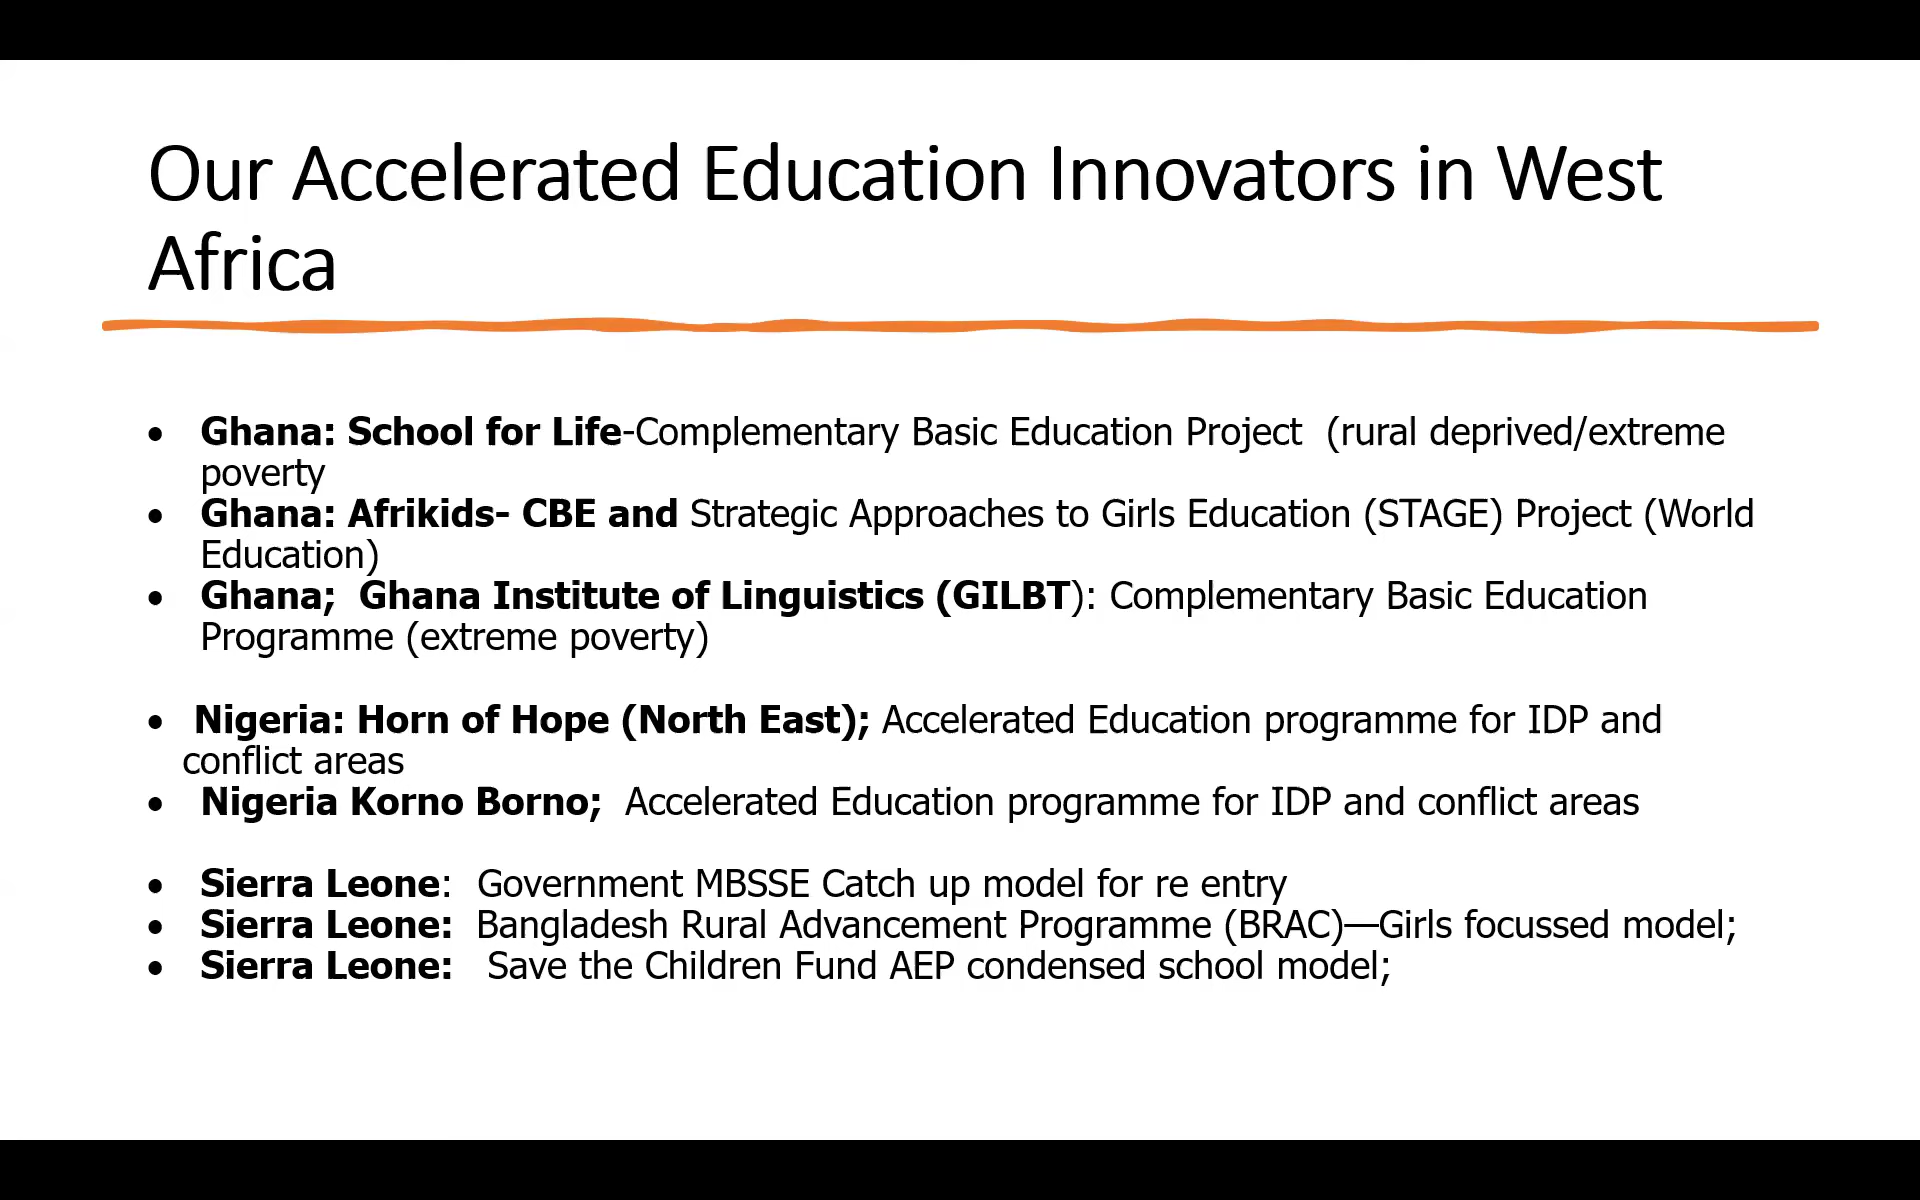 Our Accelerated Education Innovators in West
Africa
• Ghana: School for Life-Complementary Basic Education Project  (rural deprived/extreme
poverty
• Ghana: Afrikids- CBE and Strategic Approaches to Girls Education (STAGE) Project (World
Education)
• Ghana;  Ghana Institute of Linguistics (GILBT): Complementary Basic Education
Programme (extreme poverty)
• Nigeria: Horn of Hope (North East); Accelerated Education programme for IDP and
conflict areas
• Nigeria Korno Borno;  Accelerated Education programme for IDP and conflict areas
• Sierra Leone:  Government MBSSE Catch up model for re entry
• Sierra Leone:  Bangladesh Rural Advancement Programme (BRAC)—Girls focussed model;
• Sierra Leone:   Save the Children Fund AEP condensed school model;